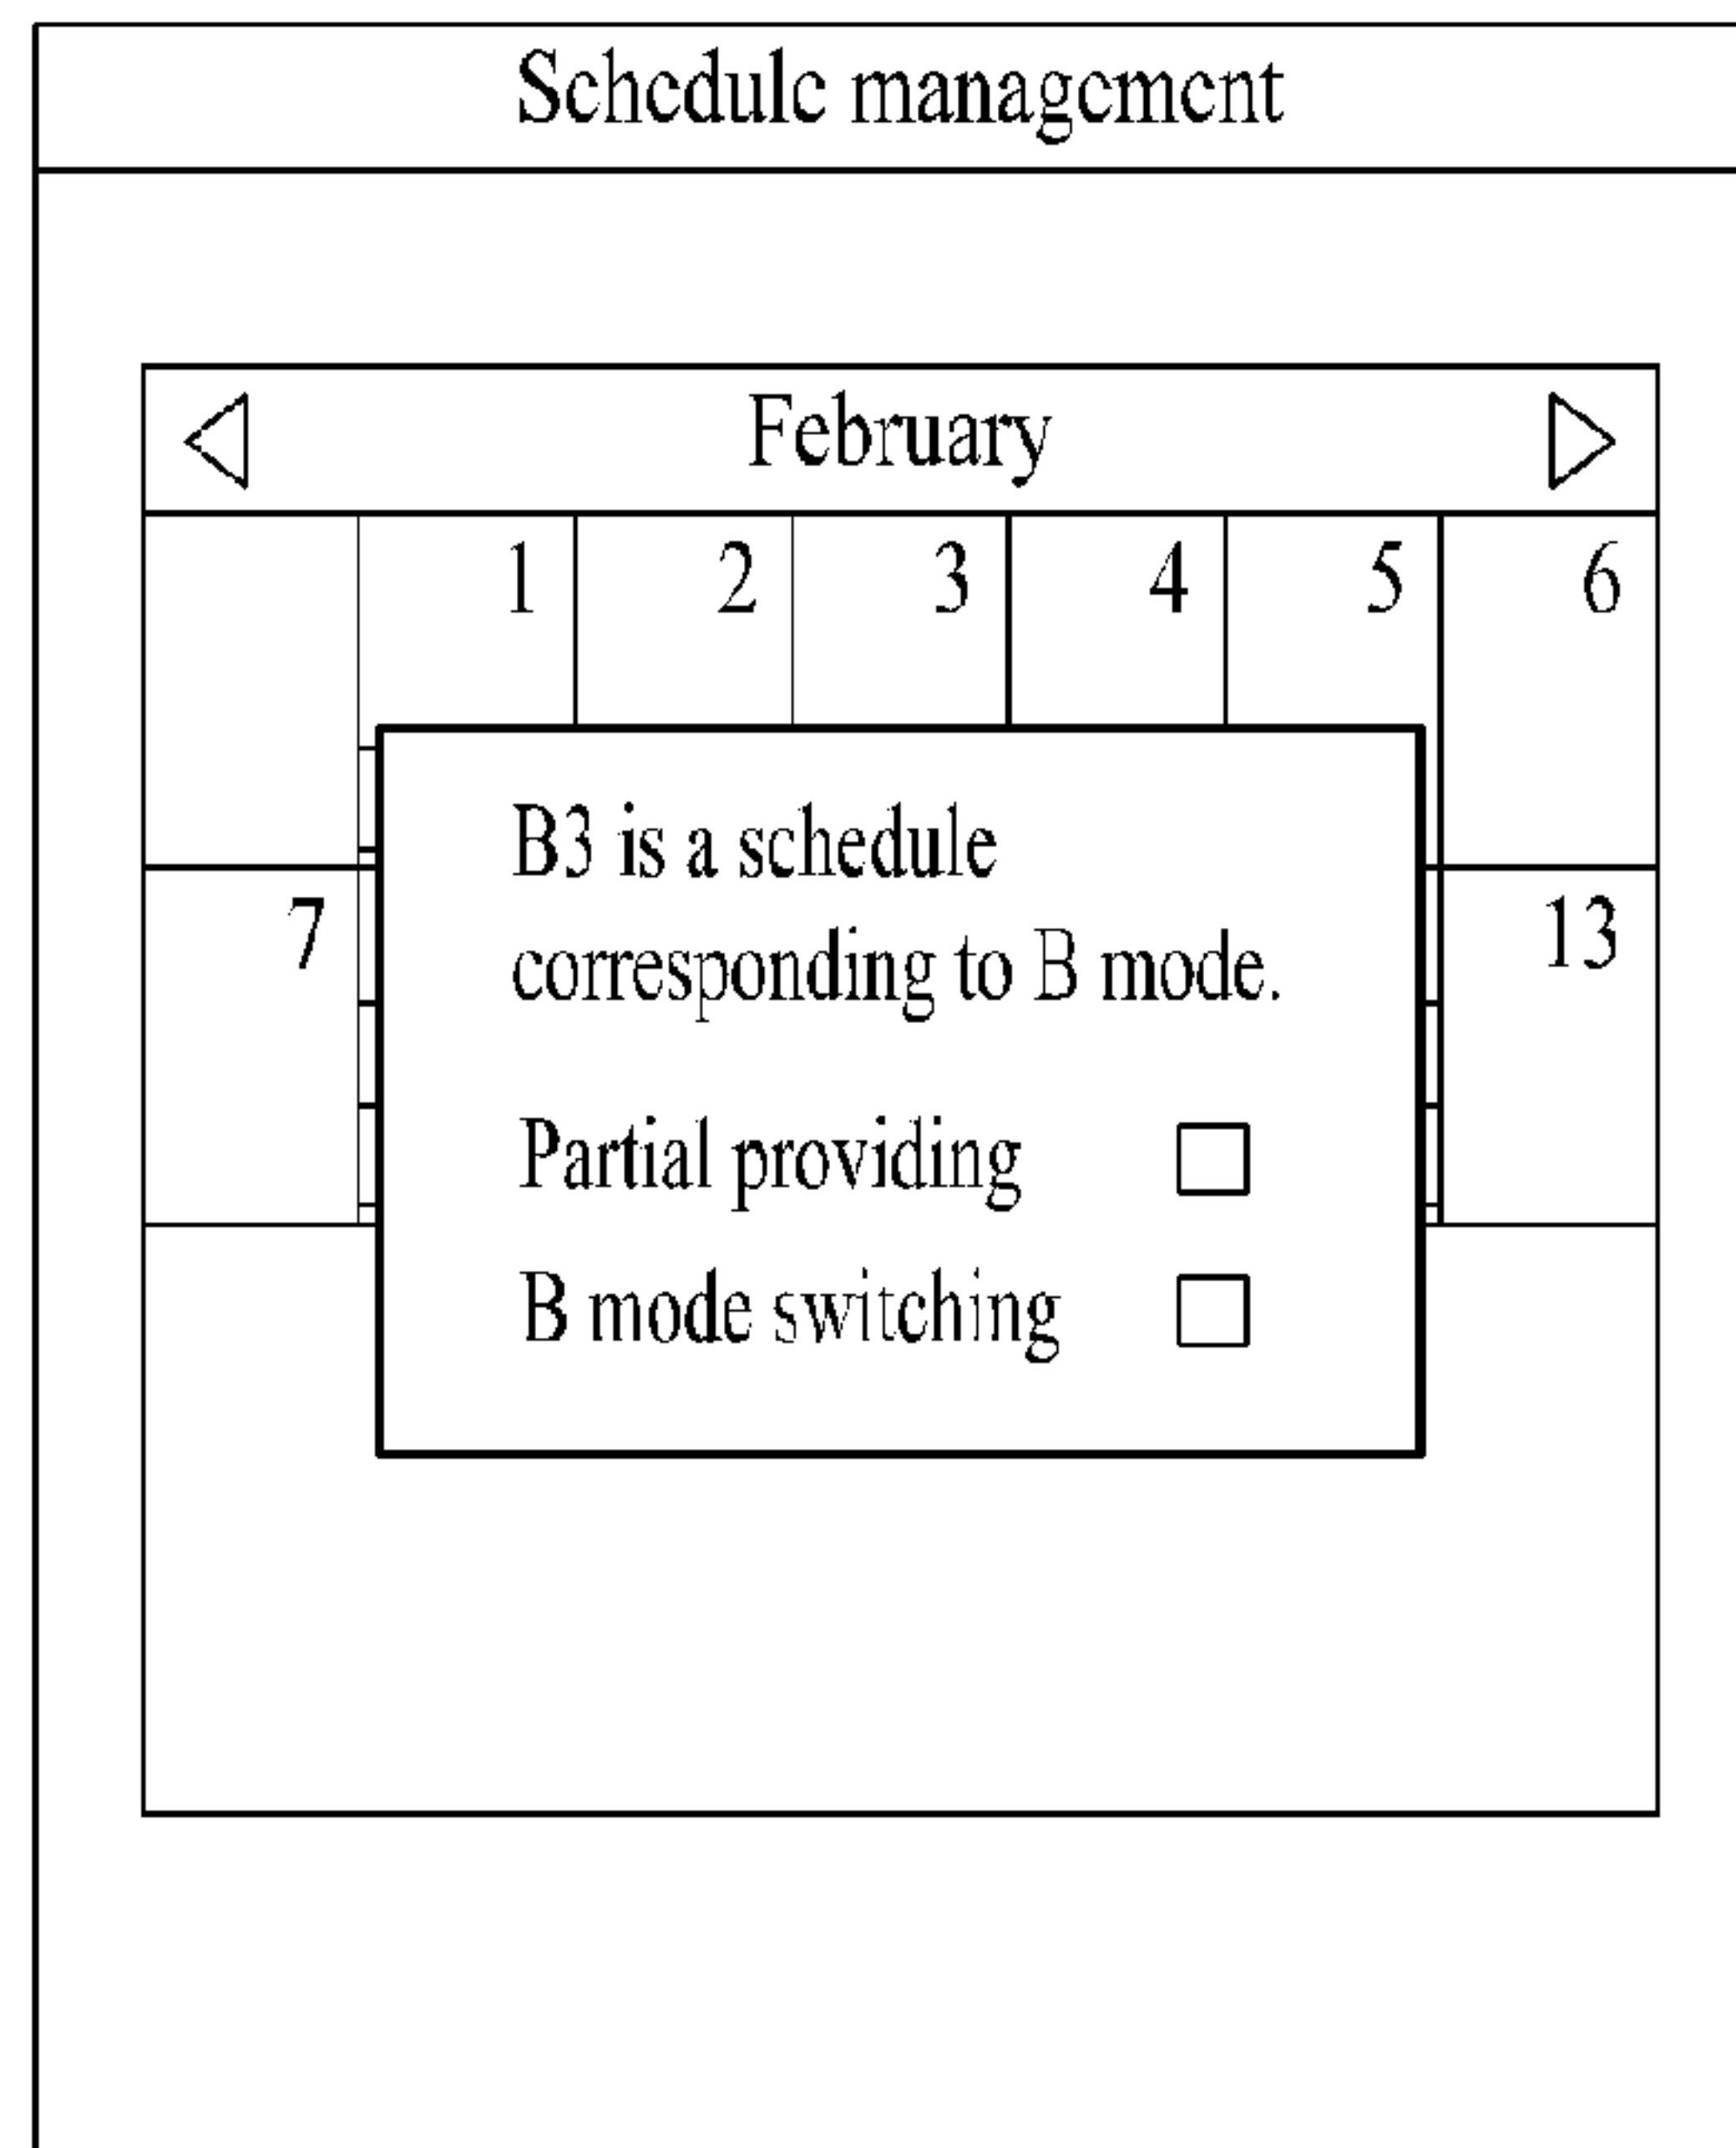 Schedule management
February
1 2 3 4 5 6
B3 is a schedule
7 13
corresponding to B mode.
Partial providing
B mode switching